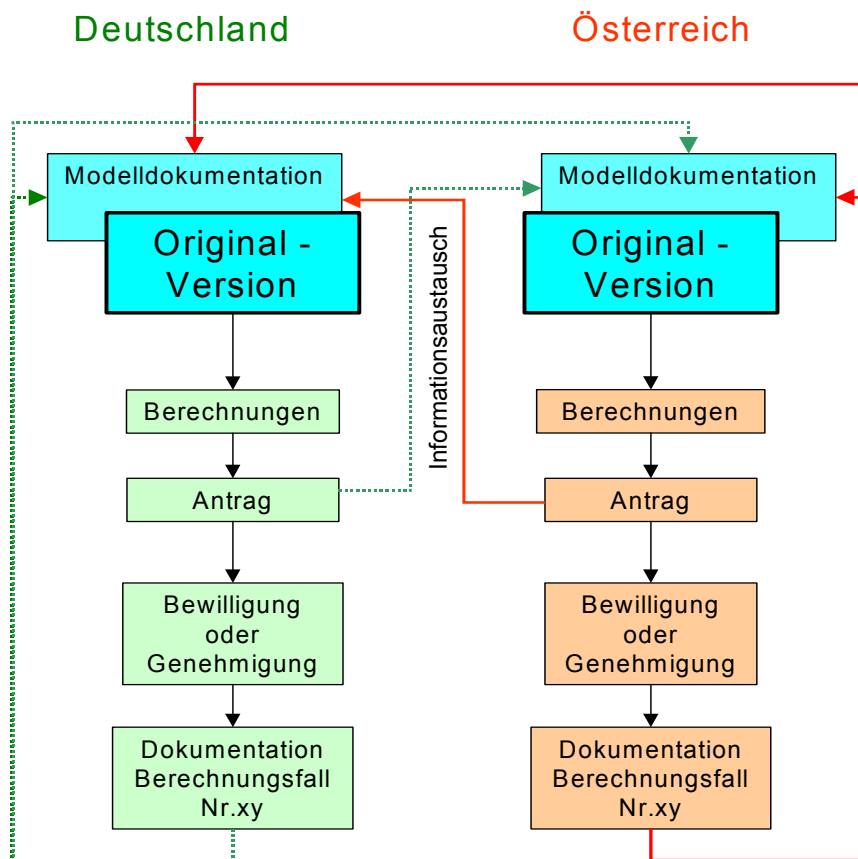 Deutschland
Österreich
Modelldokumentation
Original -
Version
Berechnungen
Antrag
Bewilligung
oder
Genehmigung
Dokumentation
Berechnungsfall
Nr.xy
Informationsaustausch
Modelldokumentation
Original -
Version
Berechnungen
Antrag
Bewilligung
oder
Genehmigung
Dokumentation
Berechnungsfall
Nr.xy